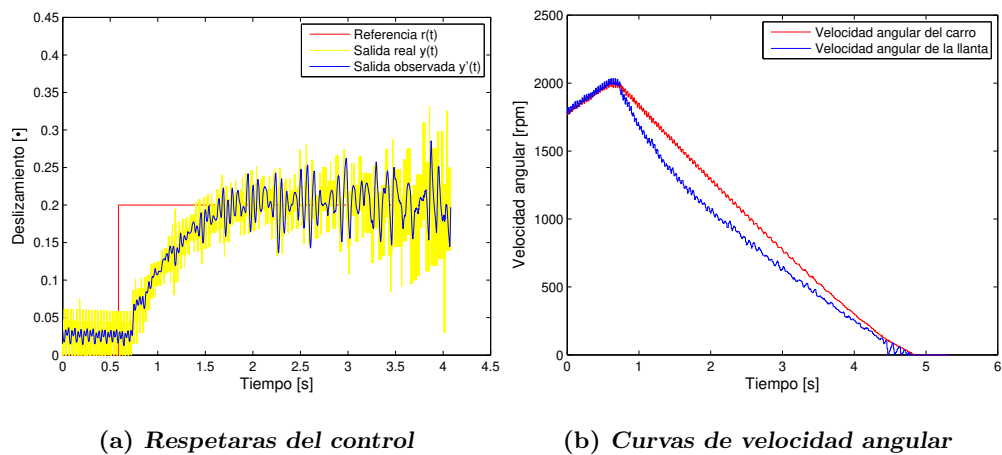 Referencia r(t)
Salida real y(t)
Salida observada y'(t)
Deslizamiento [•]
0.45
0.4
0.35
0.3
0.25
0.2
0.15
0.1
0.05
0
0 0.5 1 1.5 2 2.5 3 3.5 4 4.5
Tiempo [s]
(a) Respetaras del control
Velocidad angular del carro
Velocidad angular de la llanta
Velocidad angular [rpm]
2500
2000
1500
1000
500
0
0 1 2 3 4 5 6
Tiempo [s]
(b) Curvas de velocidad angular